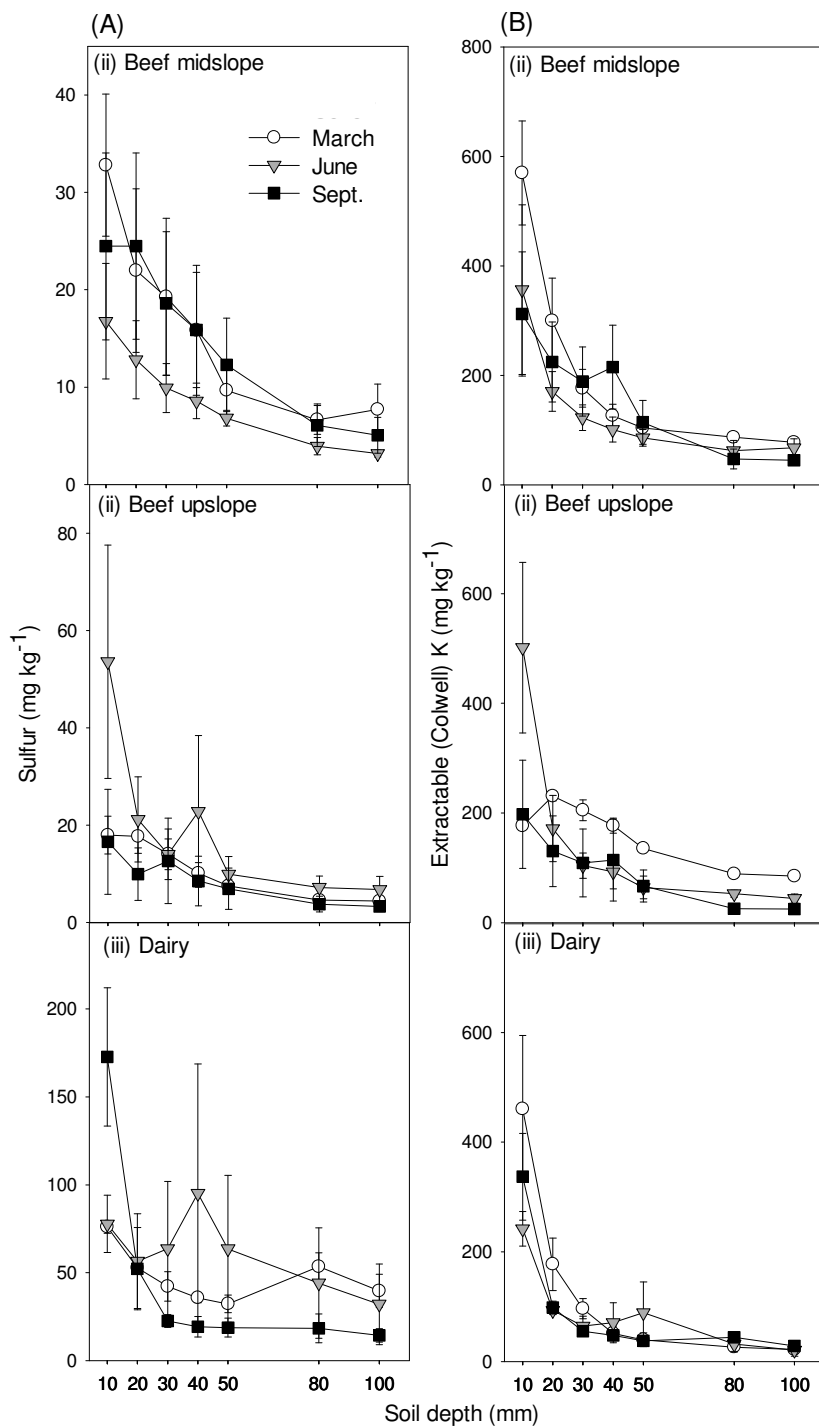 (A)
(ii) Beef midslope
March
June
Sept.
40
30
20
10
0
(ii) Beef upslope
80
60
40
20
0
(iii) Dairy
200
150
100
50
0
10 20 30 40 50 80 100
Sulfur (mg kg-1)
(B)
800
(ii) Beef midslope
600
400
200
0
(ii) Beef upslope
600
400
200
0
(iii) Dairy
600
400
200
0
10 20 30 40 50 80 100
Extractable (Colwell) K (mg kg-1)
Soil depth (mm)